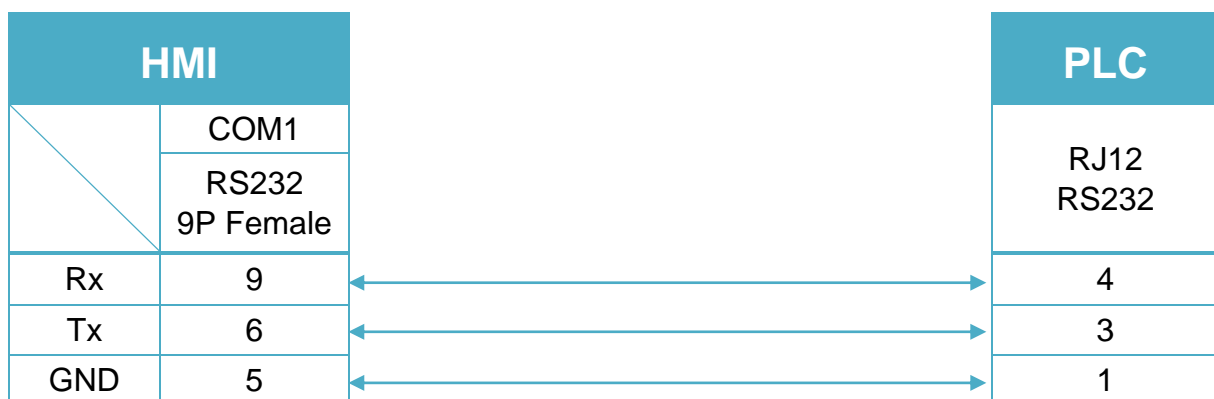 HMI
PLC
COM1
RS232
9P Female
RJ12
RS232
Rx 9 4
Tx 6 3
GND 5 1